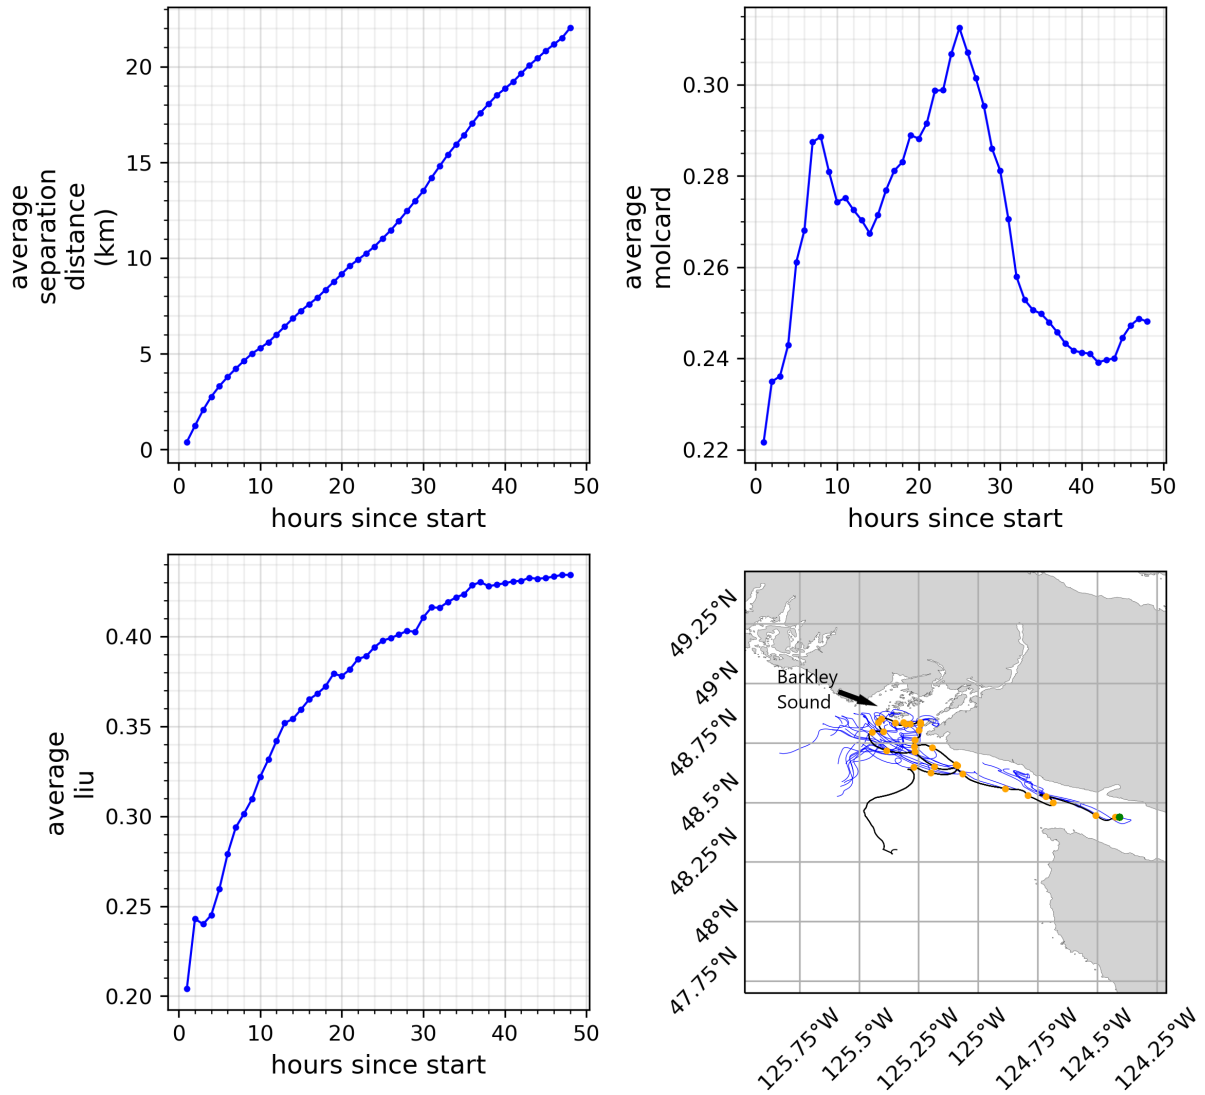 average
separation
distance
(km)
20
15
10
5
0
0 10 20 30 40 50
hours since start
average
molcard
0.30
0.28
0.26
0.24
0.22
0 10 20 30 40 50
hours since start
average
liu
0.40
0.35
0.30
0.25
0.20
0 10 20 30 40 50
hours since start
Barkley
Sound
49.25°N
49°N
48.75°N
48.5°N
48.25°N
48°N
47.75°N
125.75°W
125.5°W
125.25°W
125°W
124.75°W
124.5°W
124.25°W